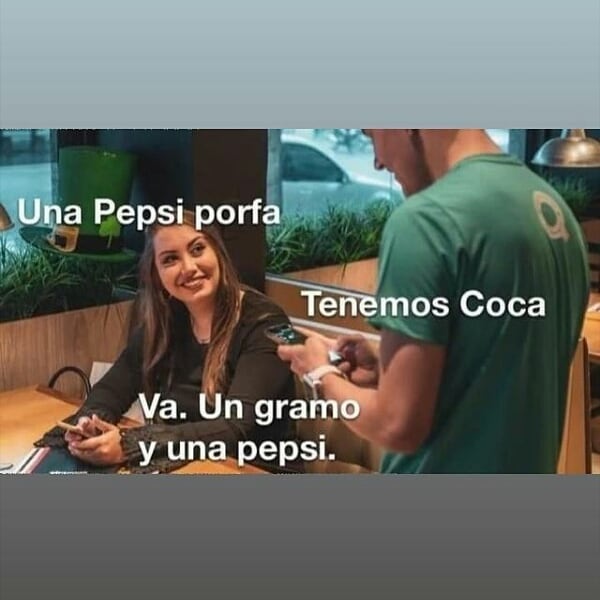 Una Pepsi porfa
Tenemos Coca
Va. Un gramo
y una pepsi.